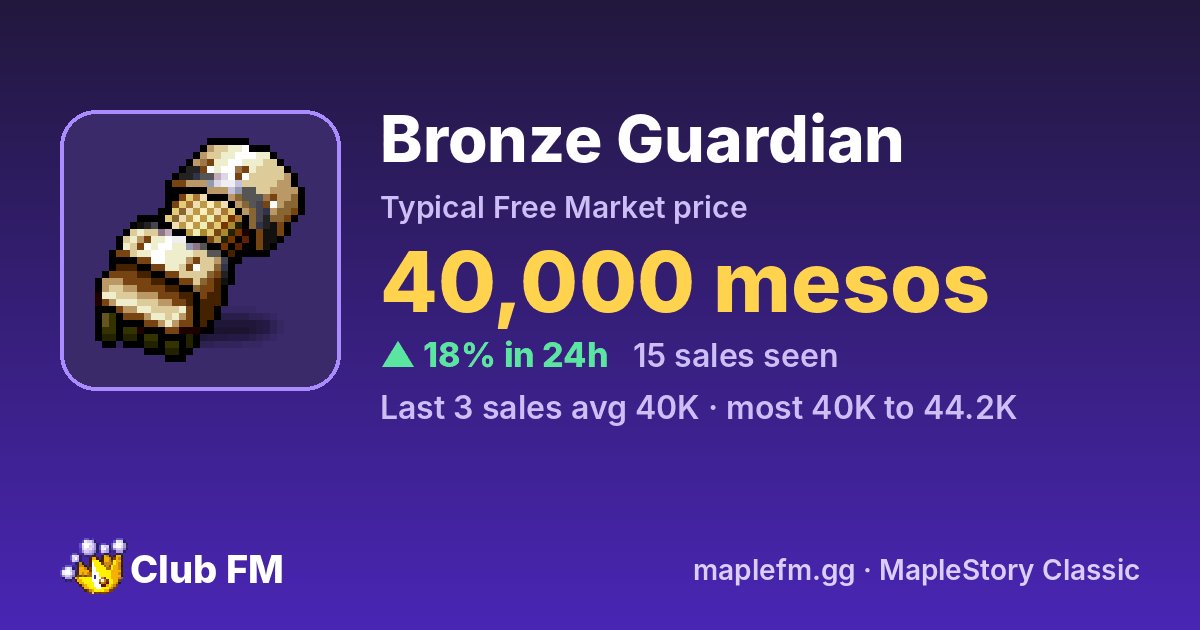 Bronze Guardian
Typical Free Market price
40,000 mesos
▲ 18% in 24h 15 sales seen
Last 3 sales avg 40K · most 40K to 44.2K
Club FM
maplefm.gg · MapleStory Classic